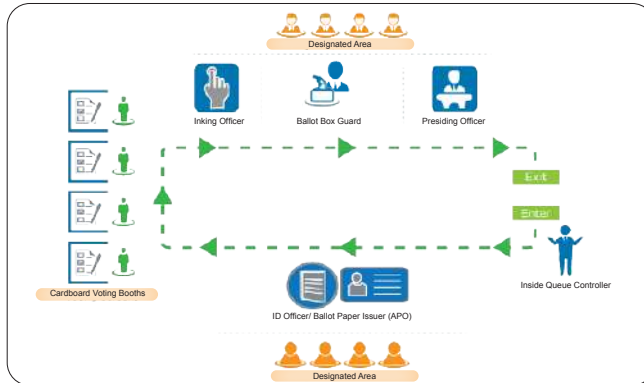 Designated Area
Inking Officer
Ballot Box Guard
Presiding Officer
Exit
Enter
Inside Queue Controller
Cardboard Voting Booths
ID Officer/ Ballot Paper Issuer (APO)
Designated Area